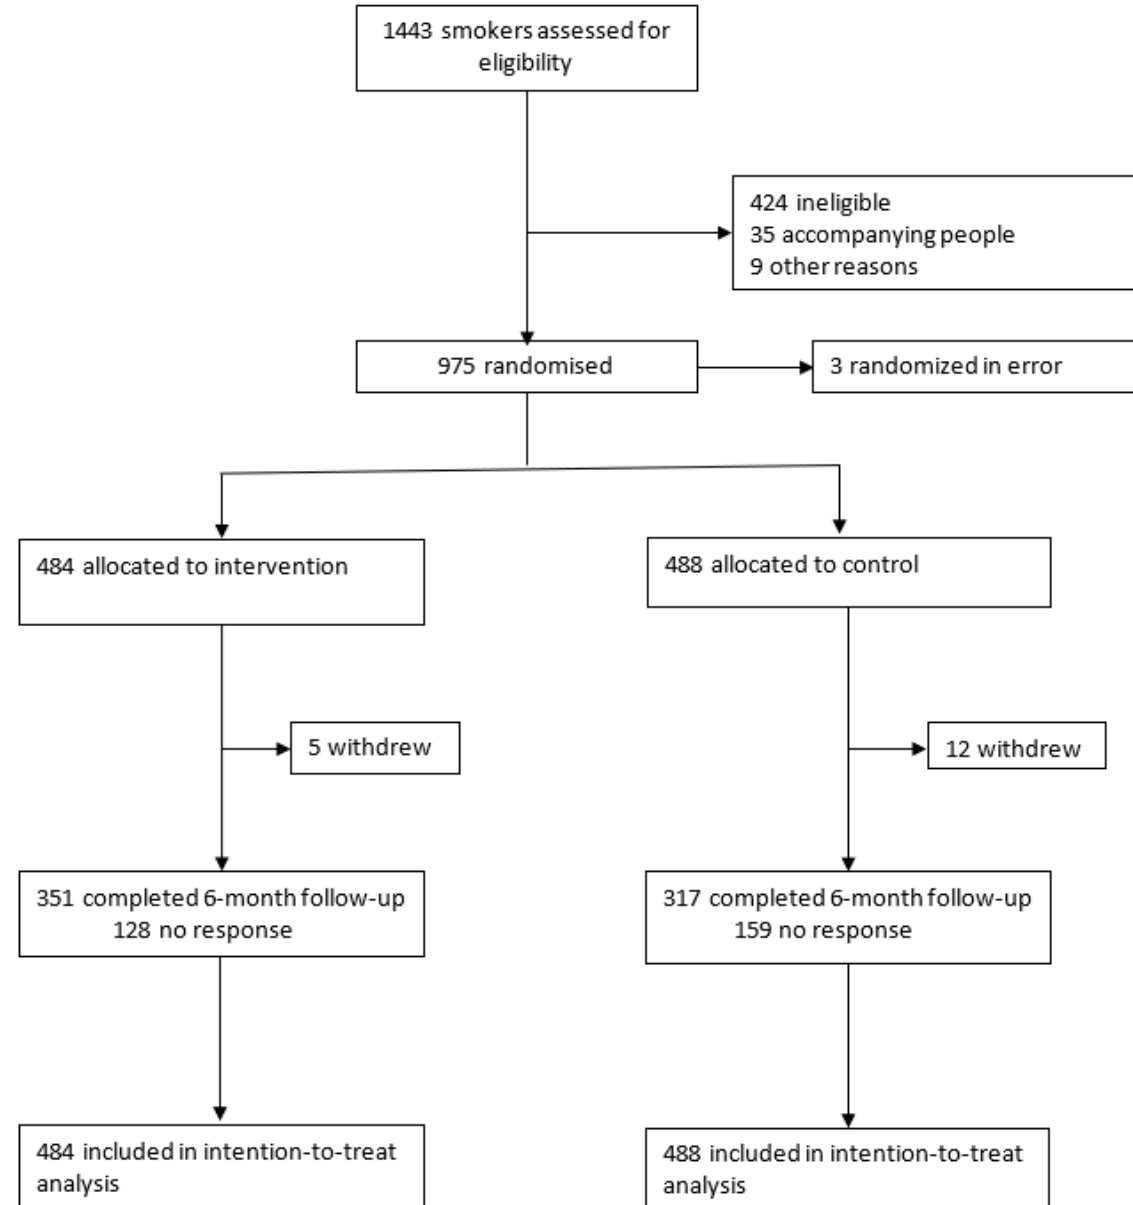 1443 smokers assessed for
eligibility
424 ineligible
35 accompanying people
9 other reasons
975 randomised
3 randomized in error
484 allocated to intervention
488 allocated to control
5 withdrew
12 withdrew
351 completed 6-month follow-up
128 no response
317 completed 6-month follow-up
159 no response
484 included in intention-to-treat
analysis
488 included in intention-to-treat
analysis